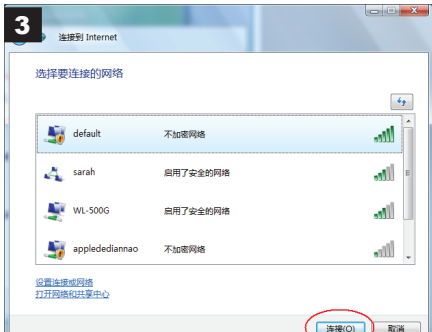 3
连接到 Internet
选择要连接的网络
default 不加密网络
sarah 启用了安全的网络
WL-500G 启用了安全的网络
applededіannao 不加密网络
设置连接或网络
打开网络和共享中心
连接(O) 取消